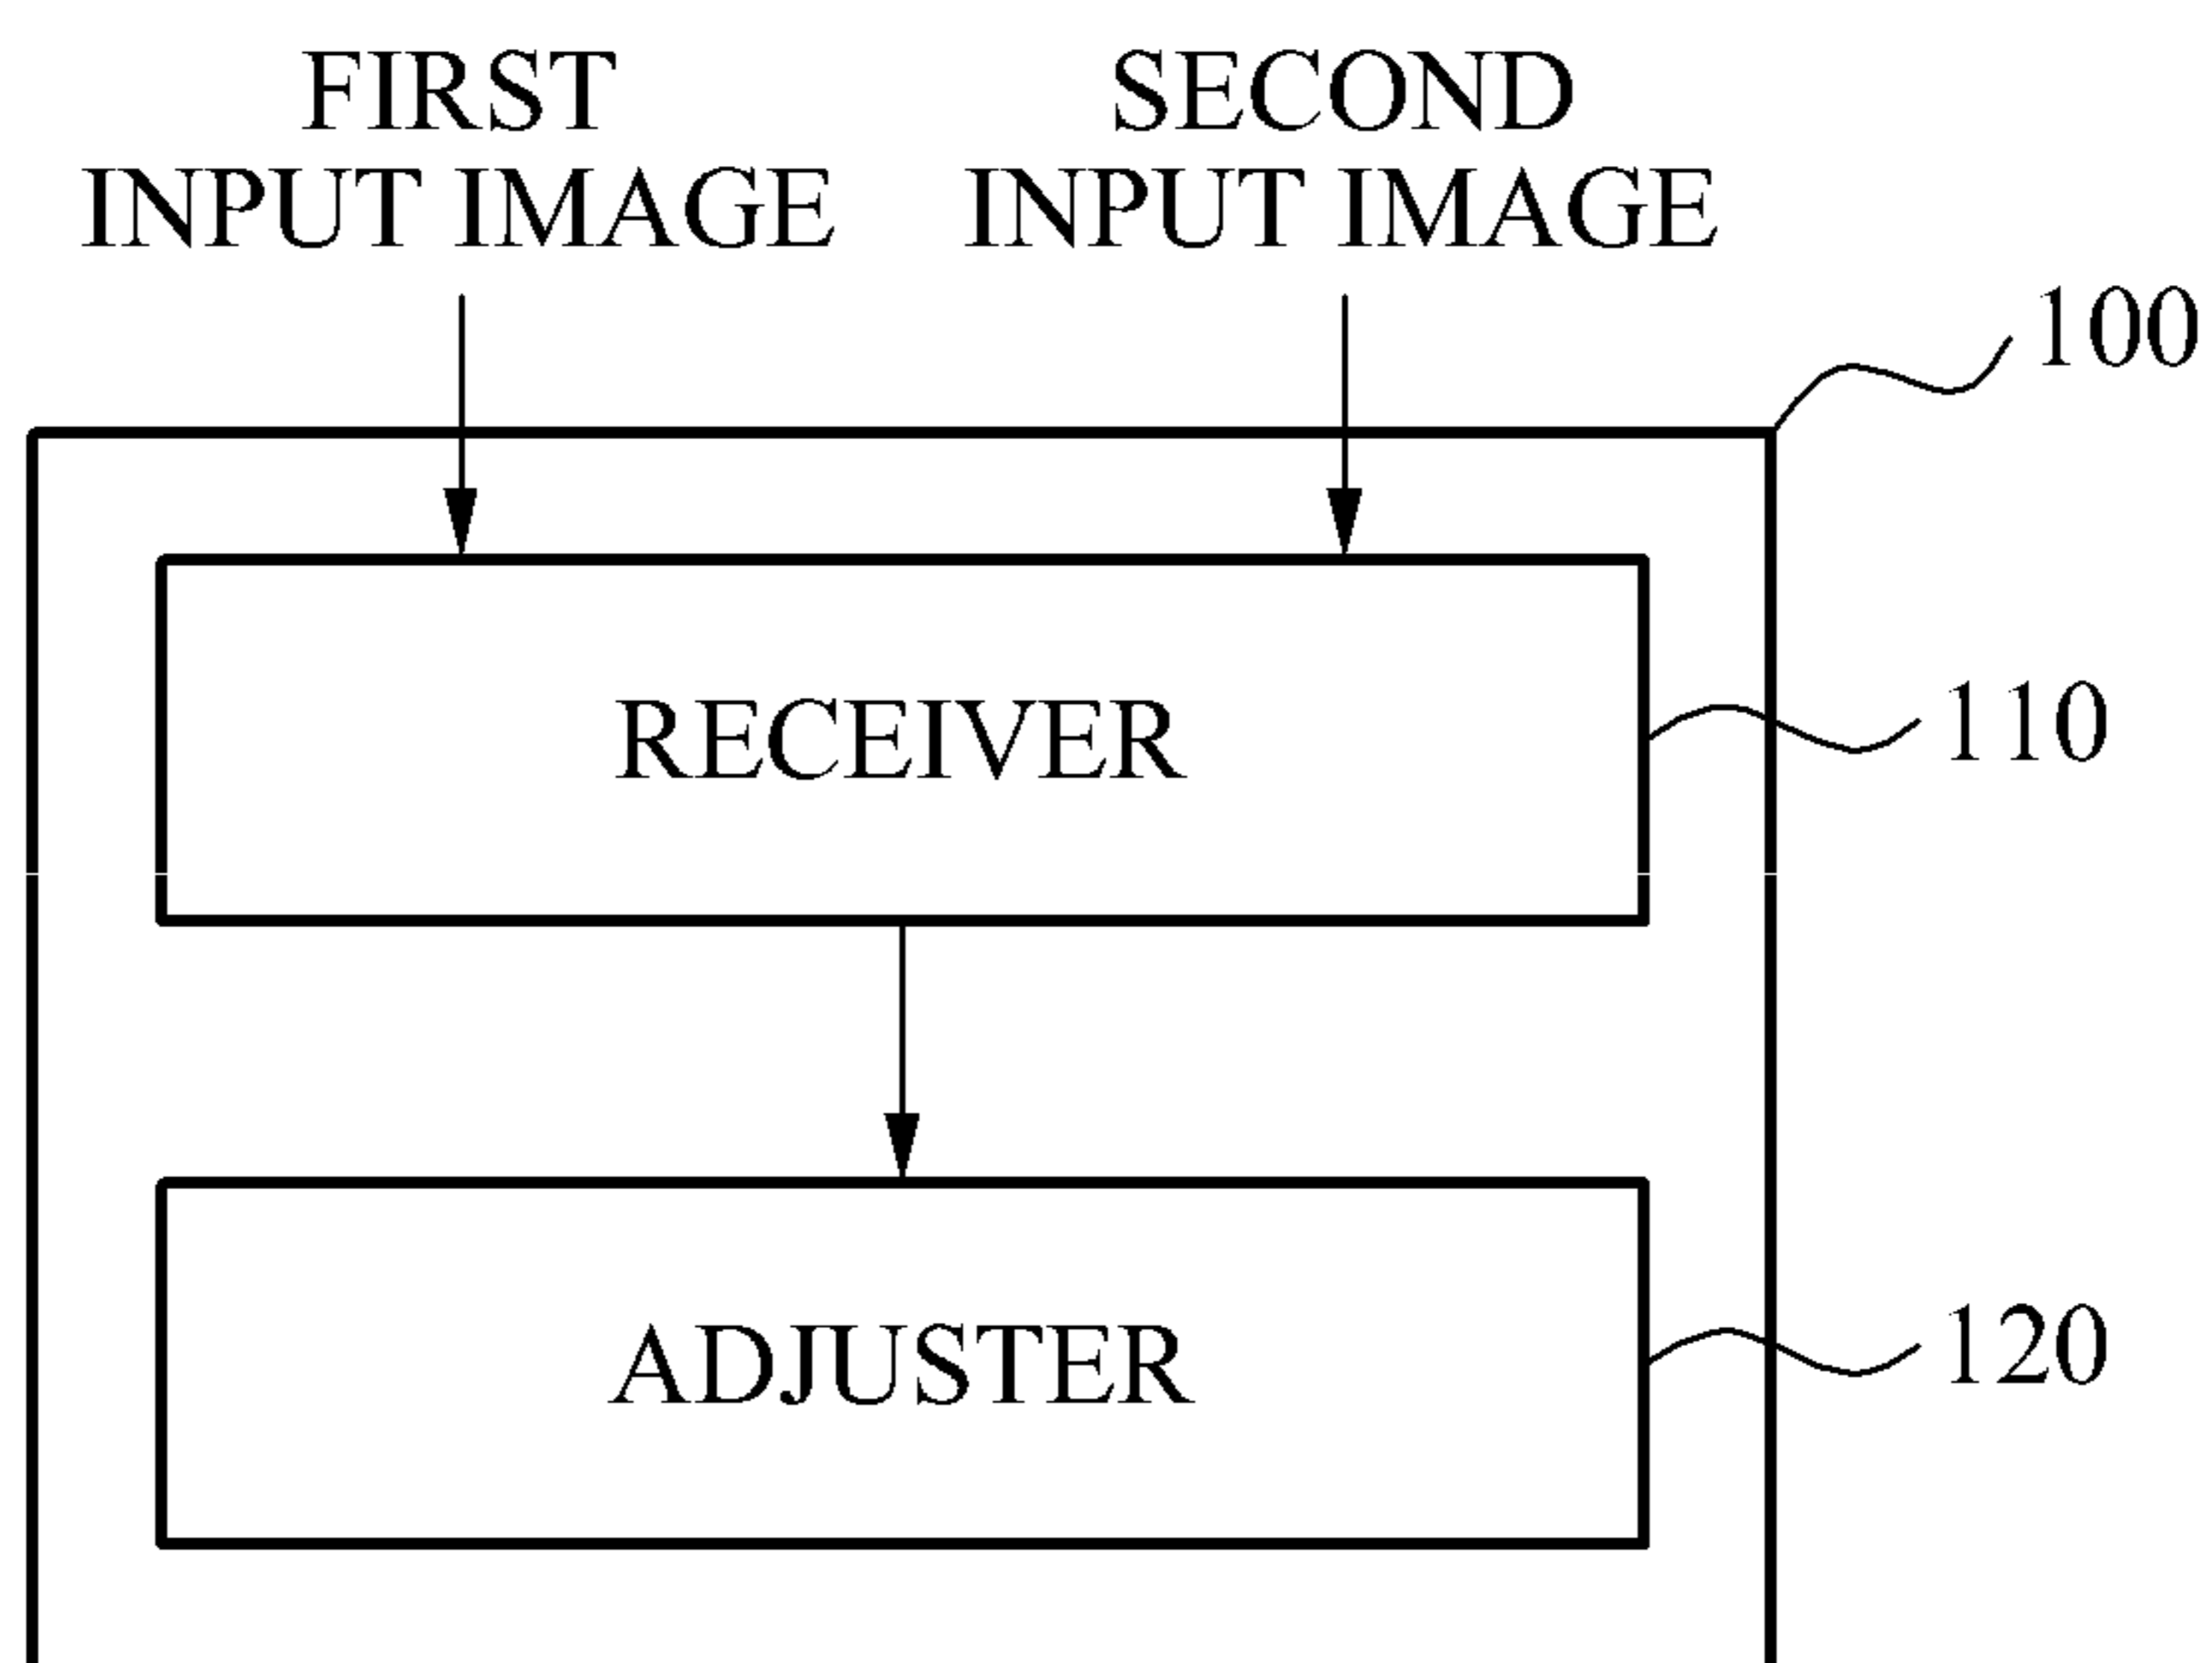 FIRST
INPUT IMAGE
SECOND
INPUT IMAGE
100
RECEIVER
110
ADJUSTER
120